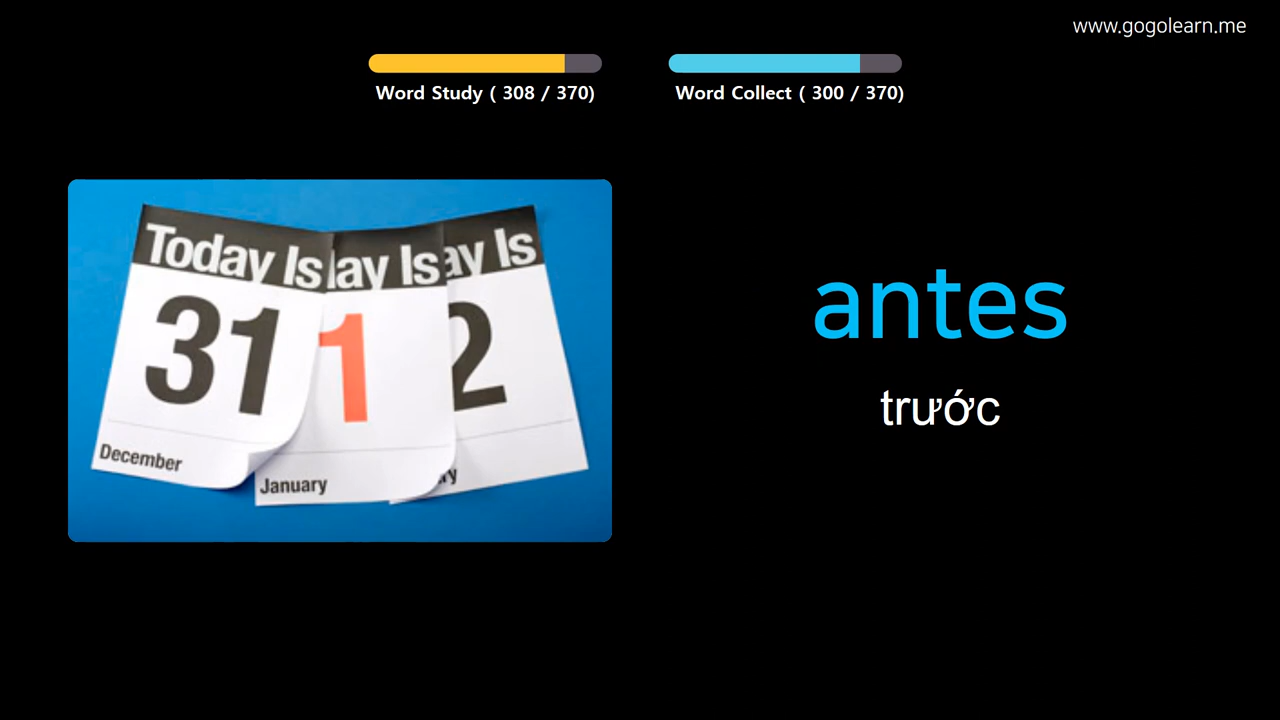 www.gogolearn.me
Word Study ( 308 / 370)
Word Collect ( 300 / 370)
Today Is
ay Is
ay Is
31
1
2
December
January
ry
antes
trước